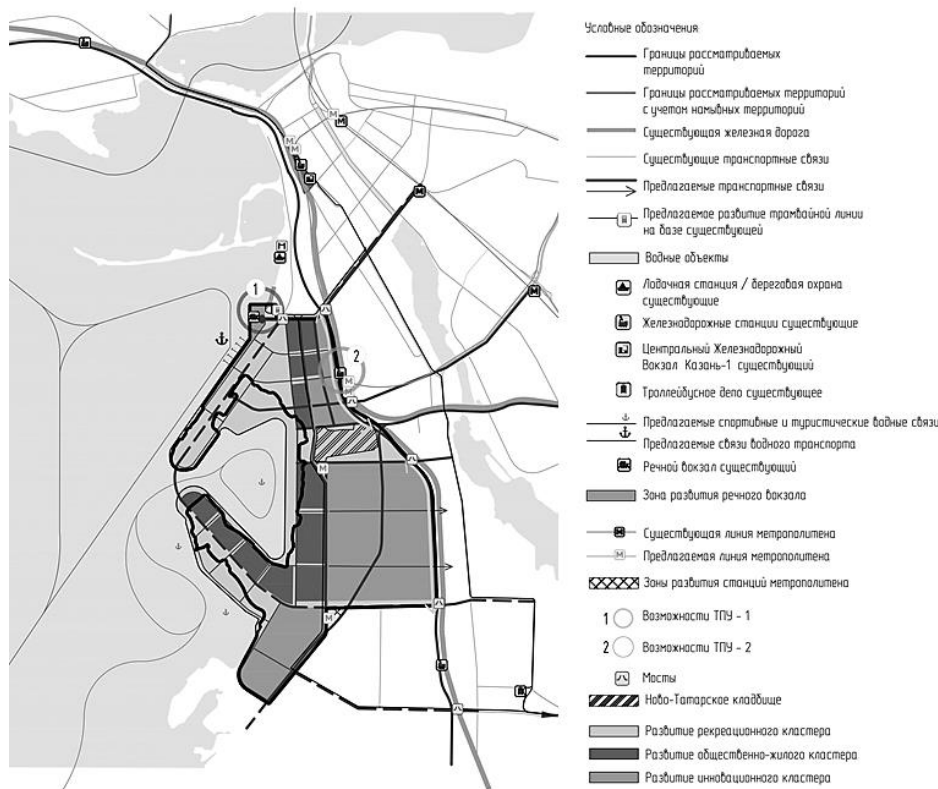 Условные обозначения
Границы рассматриваемых
территорий
Границы рассматриваемых территорий
с учетом намывных территорий
Существующая железная дорога
Существующие транспортные связи
Предлагаемые транспортные связи
Предлагаемое развитие трамвайной линии
на базе существующей
Водные объекты
Лодочная станция / береговая охрана
существующие
Железнодорожные станции существующие
Центральный Железнодорожный
Вокзал Казань-1 существующий
Троллейбусное депо существующее
Предлагаемые спортивные и туристические водные связи
Предлагаемые связи водного транспорта
Речной вокзал существующий
Зона развития речного вокзала
М Существующая линия метрополитена
М Предлагаемая линия метрополитена
Зоны развития станций метрополитена
1 Возможности ТПУ - 1
2 Возможности ТПУ - 2
Мосты
Ново-Татарское кладбище
Развитие рекреационного кластера
Развитие общественно-жилого кластера
Развитие инновационного кластера
М
М
М
М
М
М
М
1
2
М
М
М